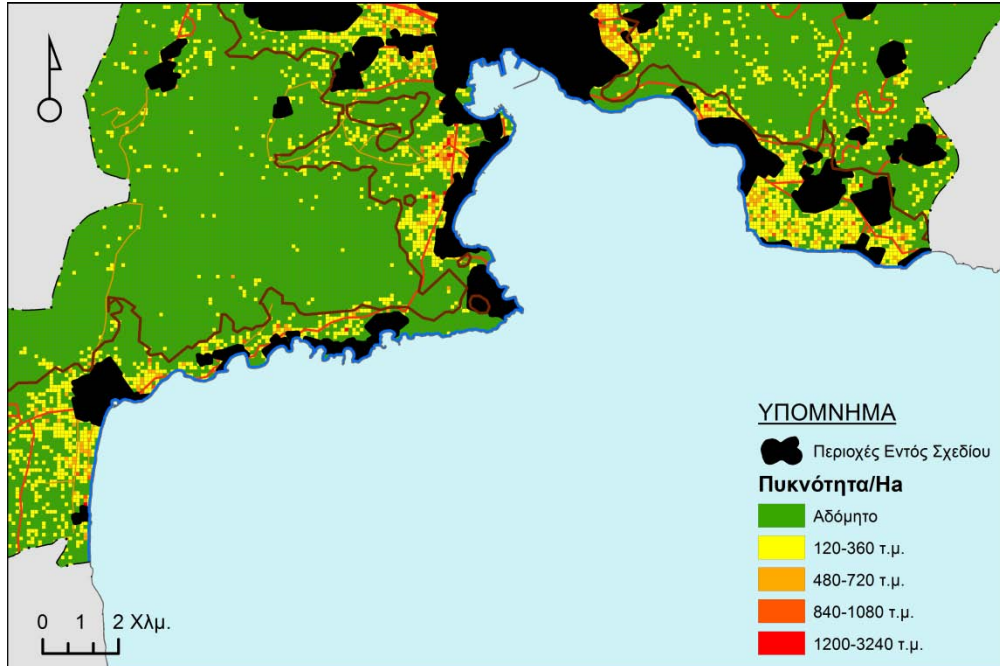 ΥΠΟΜΝΗΜΑ
Περιοχές Εντός Σχεδίου
Πυκνότητα/Ha
Αδόμητο
120-360 τ.μ.
480-720 τ.μ.
840-1080 τ.μ.
1200-3240 τ.μ.
0 1 2 Χλμ.